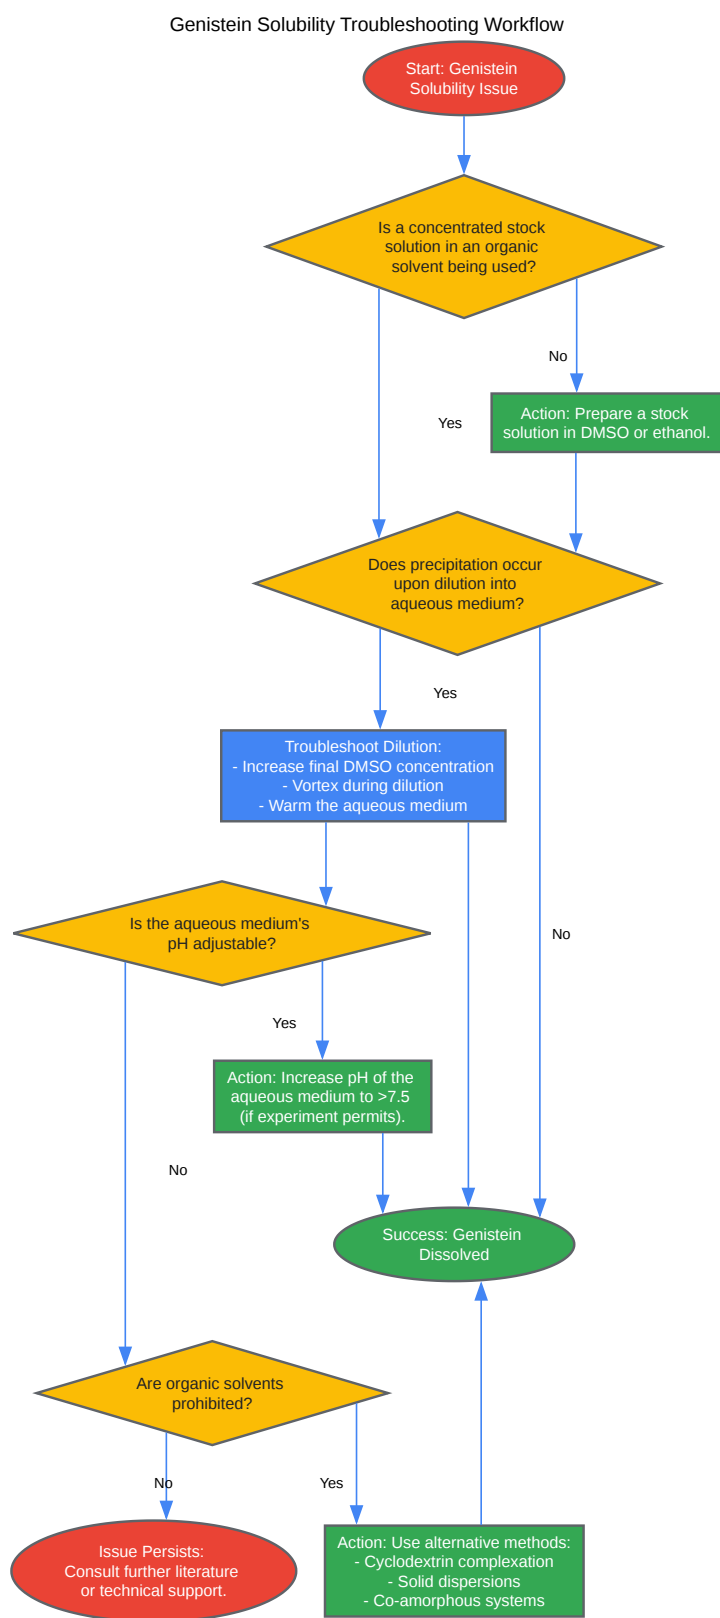 Genistein Solubility Troubleshooting Workflow
Start: Genistein
Solubility Issue
Is a concentrated stock
solution in an organic
solvent being used?
No
Yes
Action: Prepare a stock
solution in DMSO or ethanol.
Does precipitation occur
upon dilution into
aqueous medium?
Yes
Troubleshoot Dilution:
- Increase final DMSO concentration
- Vortex during dilution
- Warm the aqueous medium
Is the aqueous medium's
pH adjustable?
No
Yes
Action: Increase pH of the
aqueous medium to >7.5
(if experiment permits).
No
Success: Genistein
Dissolved
Are organic solvents
prohibited?
No
Yes
Issue Persists:
Consult further literature
or technical support.
Action: Use alternative methods:
- Cyclodextrin complexation
- Solid dispersions
- Co-amorphous systems